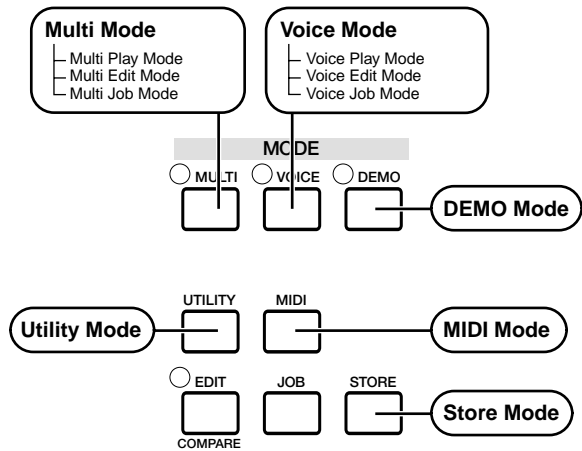 Multi Mode
Multi Play Mode
Multi Edit Mode
Multi Job Mode
Voice Mode
Voice Play Mode
Voice Edit Mode
Voice Job Mode
MODE
MULTI VOICE DEMO
DEMO Mode
UTILITY MIDI
Utility Mode
MIDI Mode
EDIT JOB STORE
Store Mode
COMPARE